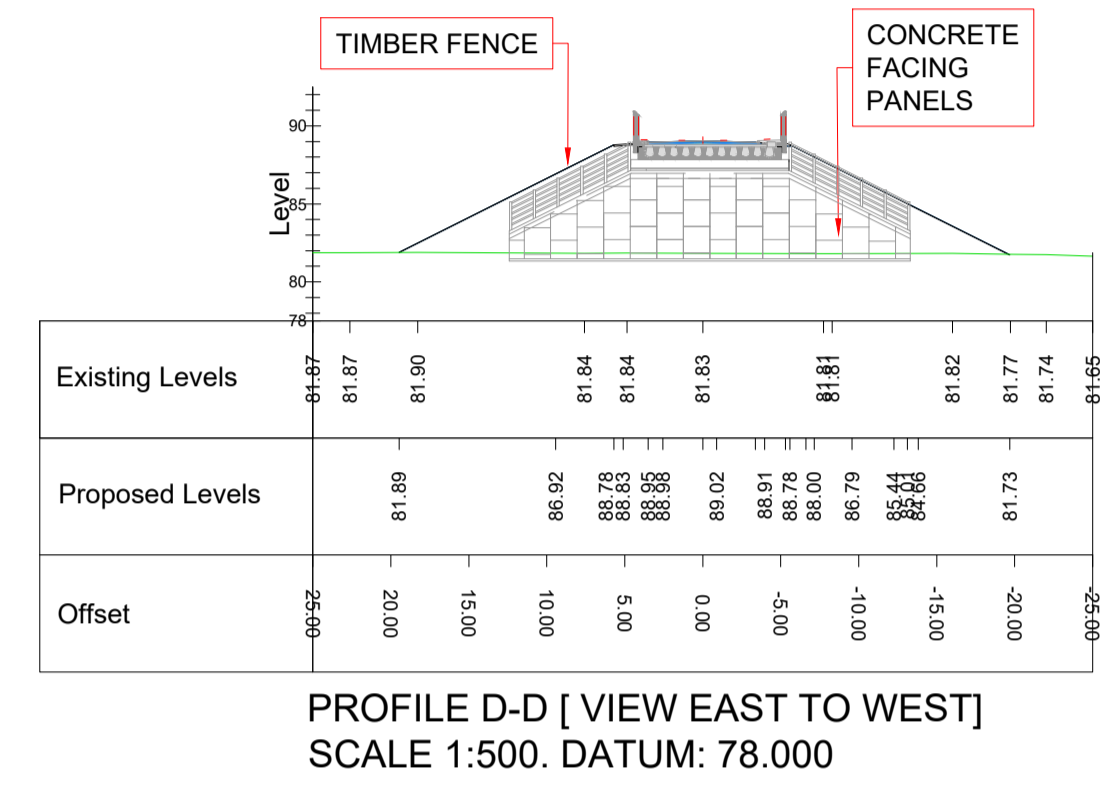 TIMBER FENCE
CONCRETE
FACING
PANELS
Level
90
85
80
78
Existing Levels
81.87 81.87 81.90 81.84 81.84 81.83 81.81 81.81 81.82 81.77 81.74 81.65
Proposed Levels
81.89 86.92 88.78 88.83 88.95 88.98 89.02 88.91 88.78 88.00 86.79 85.44 85.01 84.66 81.73
Offset
25.00 20.00 15.00 10.00 5.00 0.00 -5.00 -10.00 -15.00 -20.00 -25.00
PROFILE D-D [ VIEW EAST TO WEST]
SCALE 1:500. DATUM: 78.000